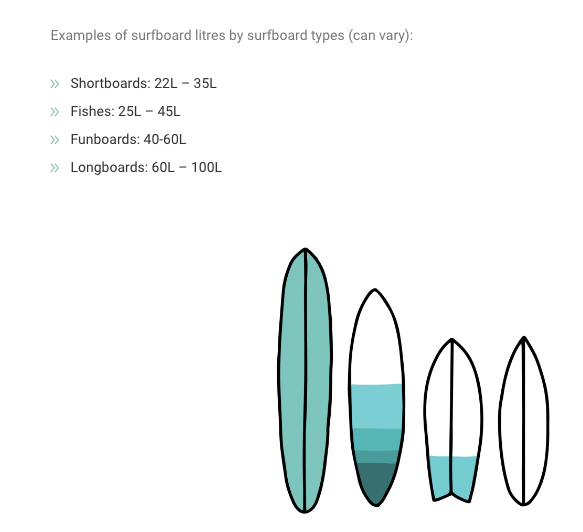 Examples of surfboard litres by surfboard types (can vary):
Shortboards: 22L – 35L
Fishes: 25L – 45L
Funboards: 40-60L
Longboards: 60L – 100L